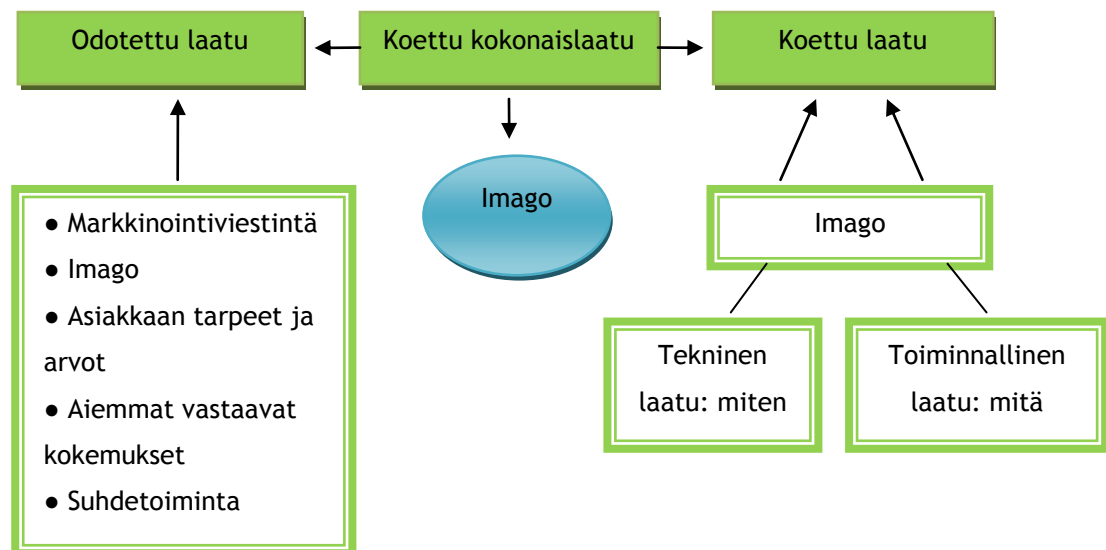 Odotettu laatu
Koettu kokonaislaatu
Koettu laatu
Imago
● Markkinointiviestintä
● Imago
● Asiakkaan tarpeet ja
arvot
● Aiemmat vastaavat
kokemukset
● Suhdetoiminta
Imago
Tekninen
laatu: miten
Toiminnallinen
laatu: mitä